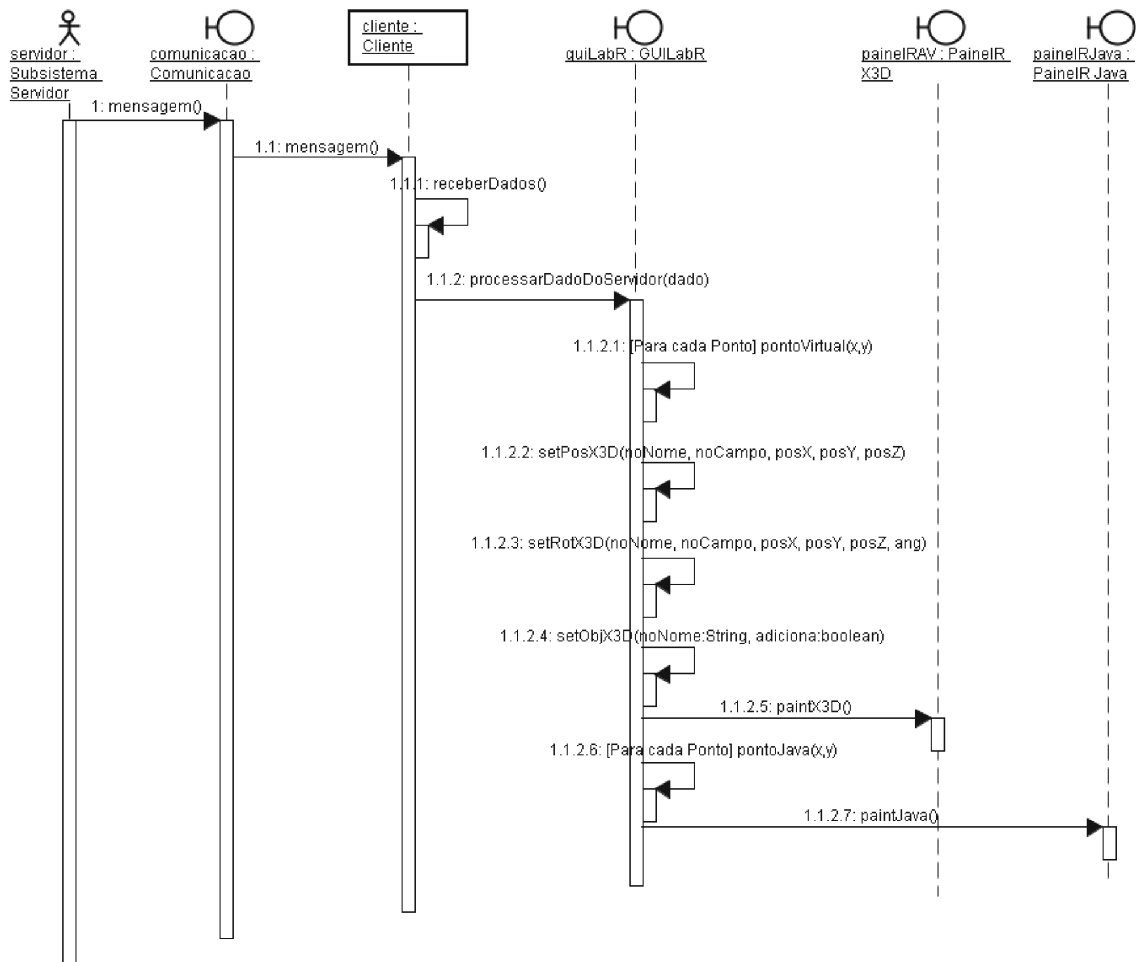 servidor :
Subsistema
Servidor
comunicacao :
Comunicacao
cliente :
Cliente
guiLabR : GUILabR
painelRAV : PainelR
X3D
painelRJava :
PainelR Java
1: mensagem()
1.1: mensagem()
1.1.1: receberDados()
1.1.2: processarDadoDoServidor(dado)
1.1.2.1: [Para cada Ponto] pontoVirtual(x,y)
1.1.2.2: setPosX3D(noNome, noCampo, posX, posY, posZ)
1.1.2.3: setRotX3D(noNome, noCampo, posX, posY, posZ, ang)
1.1.2.4: setObjX3D(noNome:String, adiciona:boolean)
1.1.2.5: paintX3D()
1.1.2.6: [Para cada Ponto] pontoJava(x,y)
1.1.2.7: paintJava()